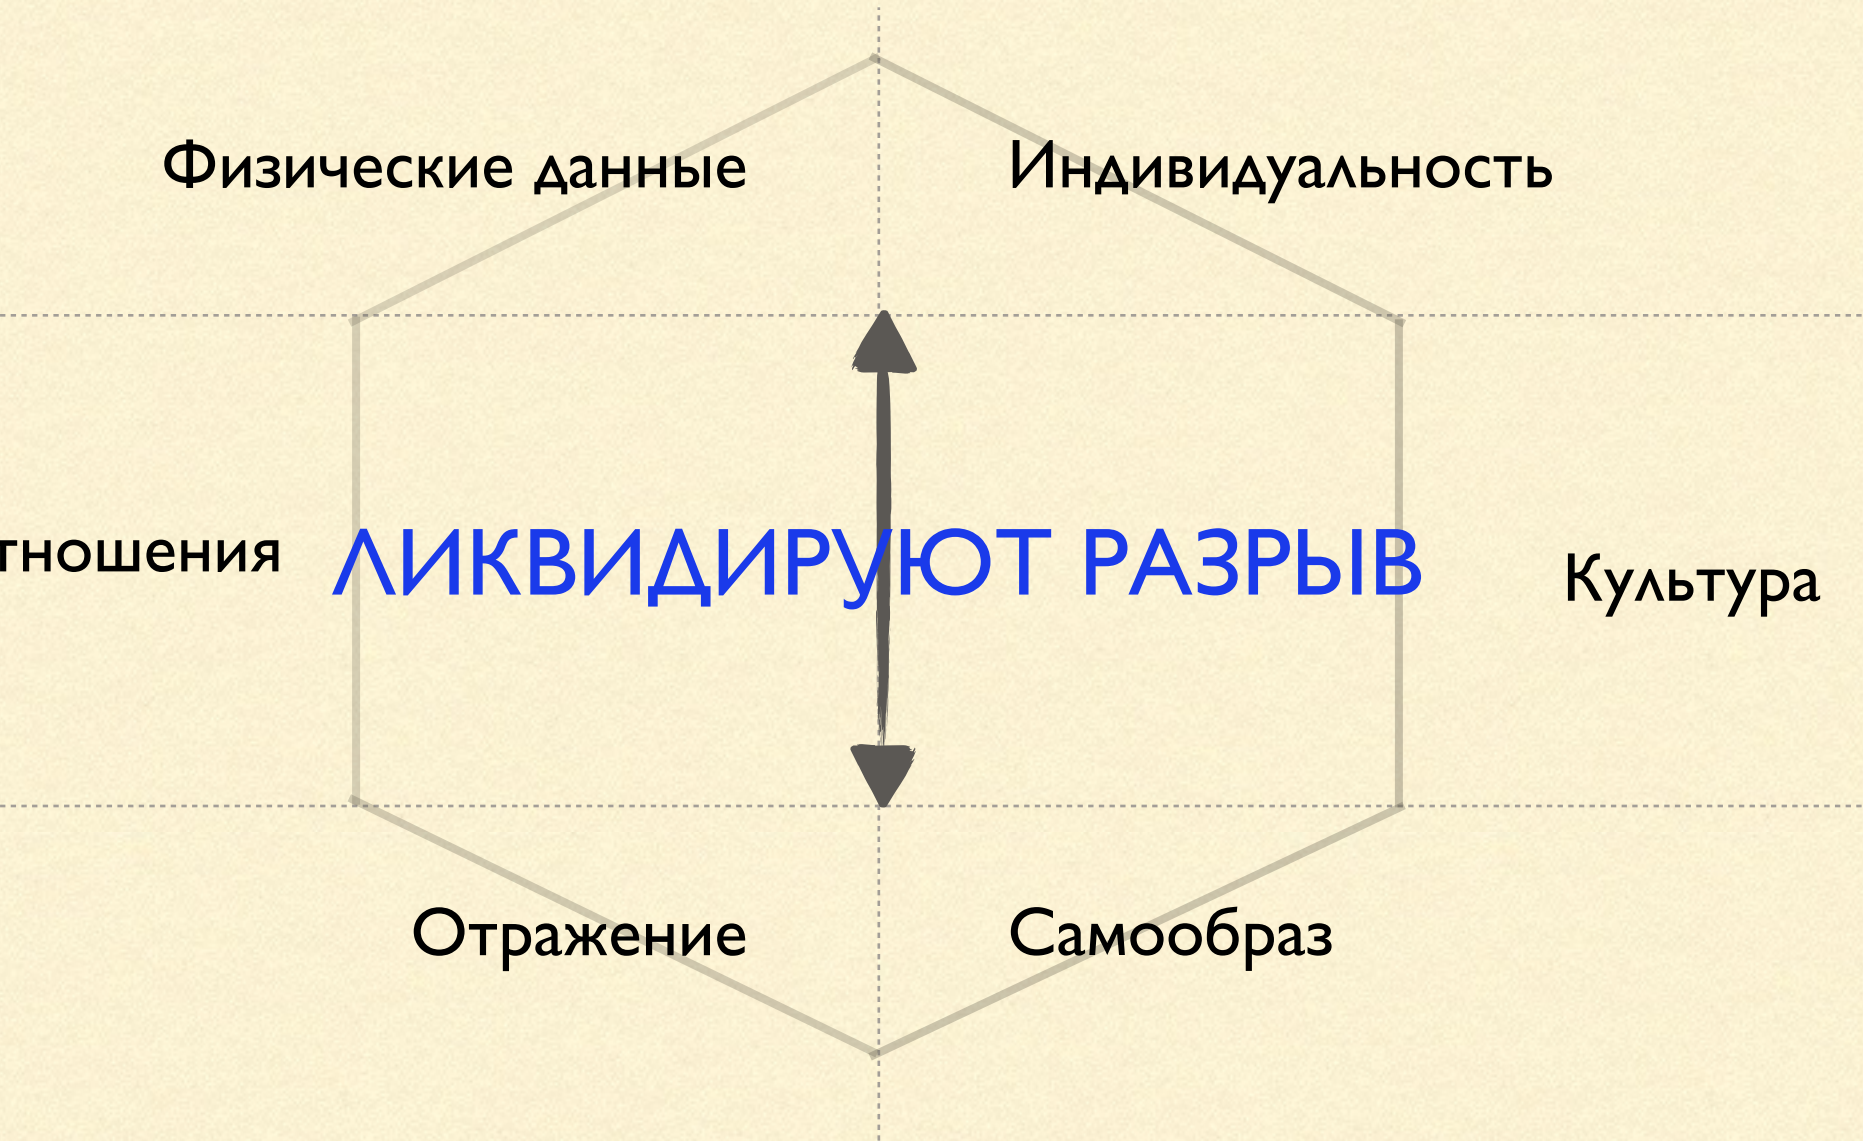 Физические данные
Индивидуальность
тношения
ЛИКВИДИРУЮТ РАЗРЫВ
Культура
Отражение
Самообраз